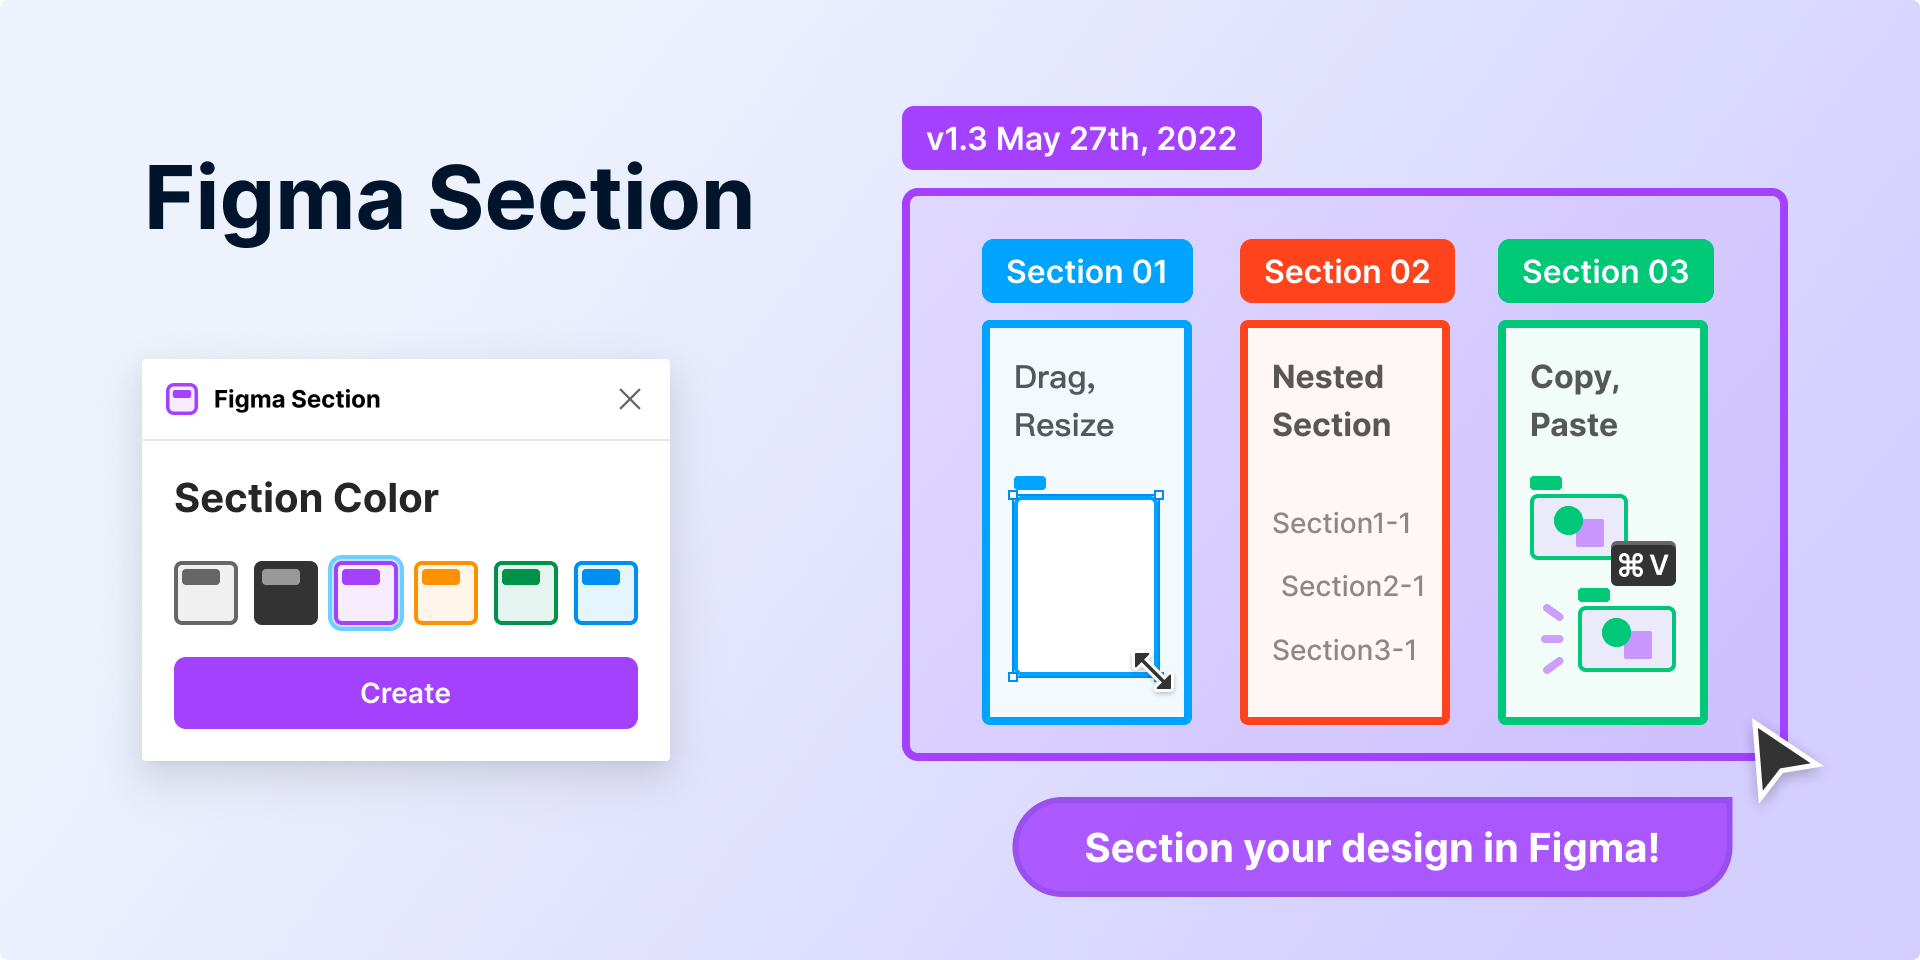 Figma Section
Figma Section
Section Color
Create
v1.3 May 27th, 2022
Section 01
Drag,
Resize
Section 02
Nested
Section
Section1-1
Section2-1
Section3-1
Section 03
Copy,
Paste
⌘V
Section your design in Figma!